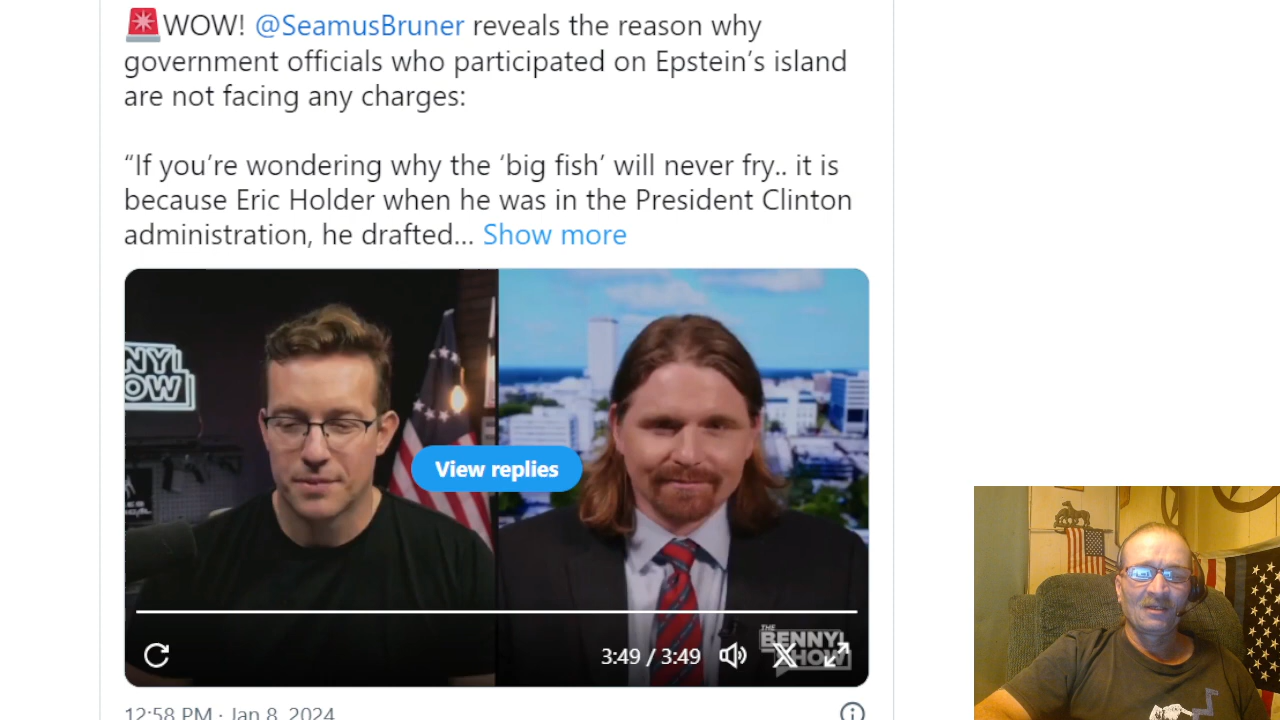 WOW! @SeamusBruner reveals the reason why
government officials who participated on Epstein's island
are not facing any charges:
“If you're wondering why the ‘big fish’ will never fry.. it is
because Eric Holder when he was in the President Clinton
administration, he drafted... Show more
NYI
OW
View replies
3:49 / 3:49
THE
BENNY
SHOW
12:58 PM · Jan 8, 2024